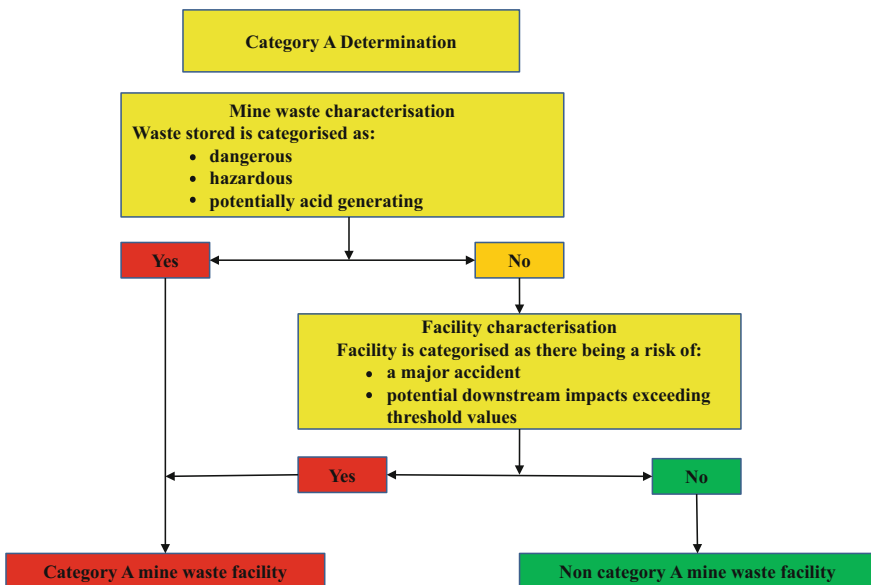 Category A Determination
Mine waste characterisation
Waste stored is categorised as:
• dangerous
• hazardous
• potentially acid generating
Yes
No
Facility characterisation
Facility is categorised as there being a risk of:
• a major accident
• potential downstream impacts exceeding
threshold values
Yes
No
Category A mine waste facility
Non category A mine waste facility